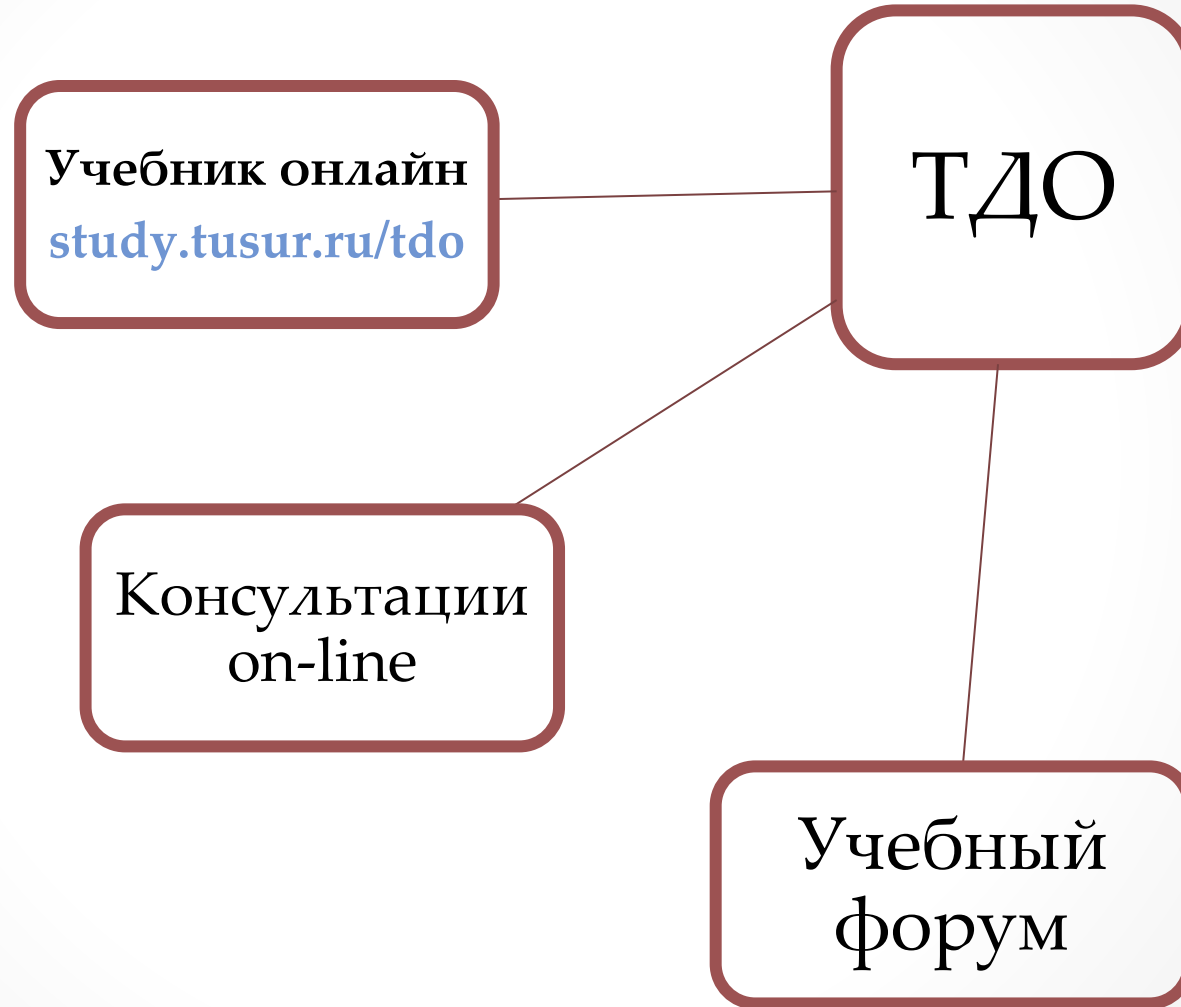 Учебник онлайн
study.tusur.ru/tdo
ТДО
Консультации
on-line
Учебный
форум